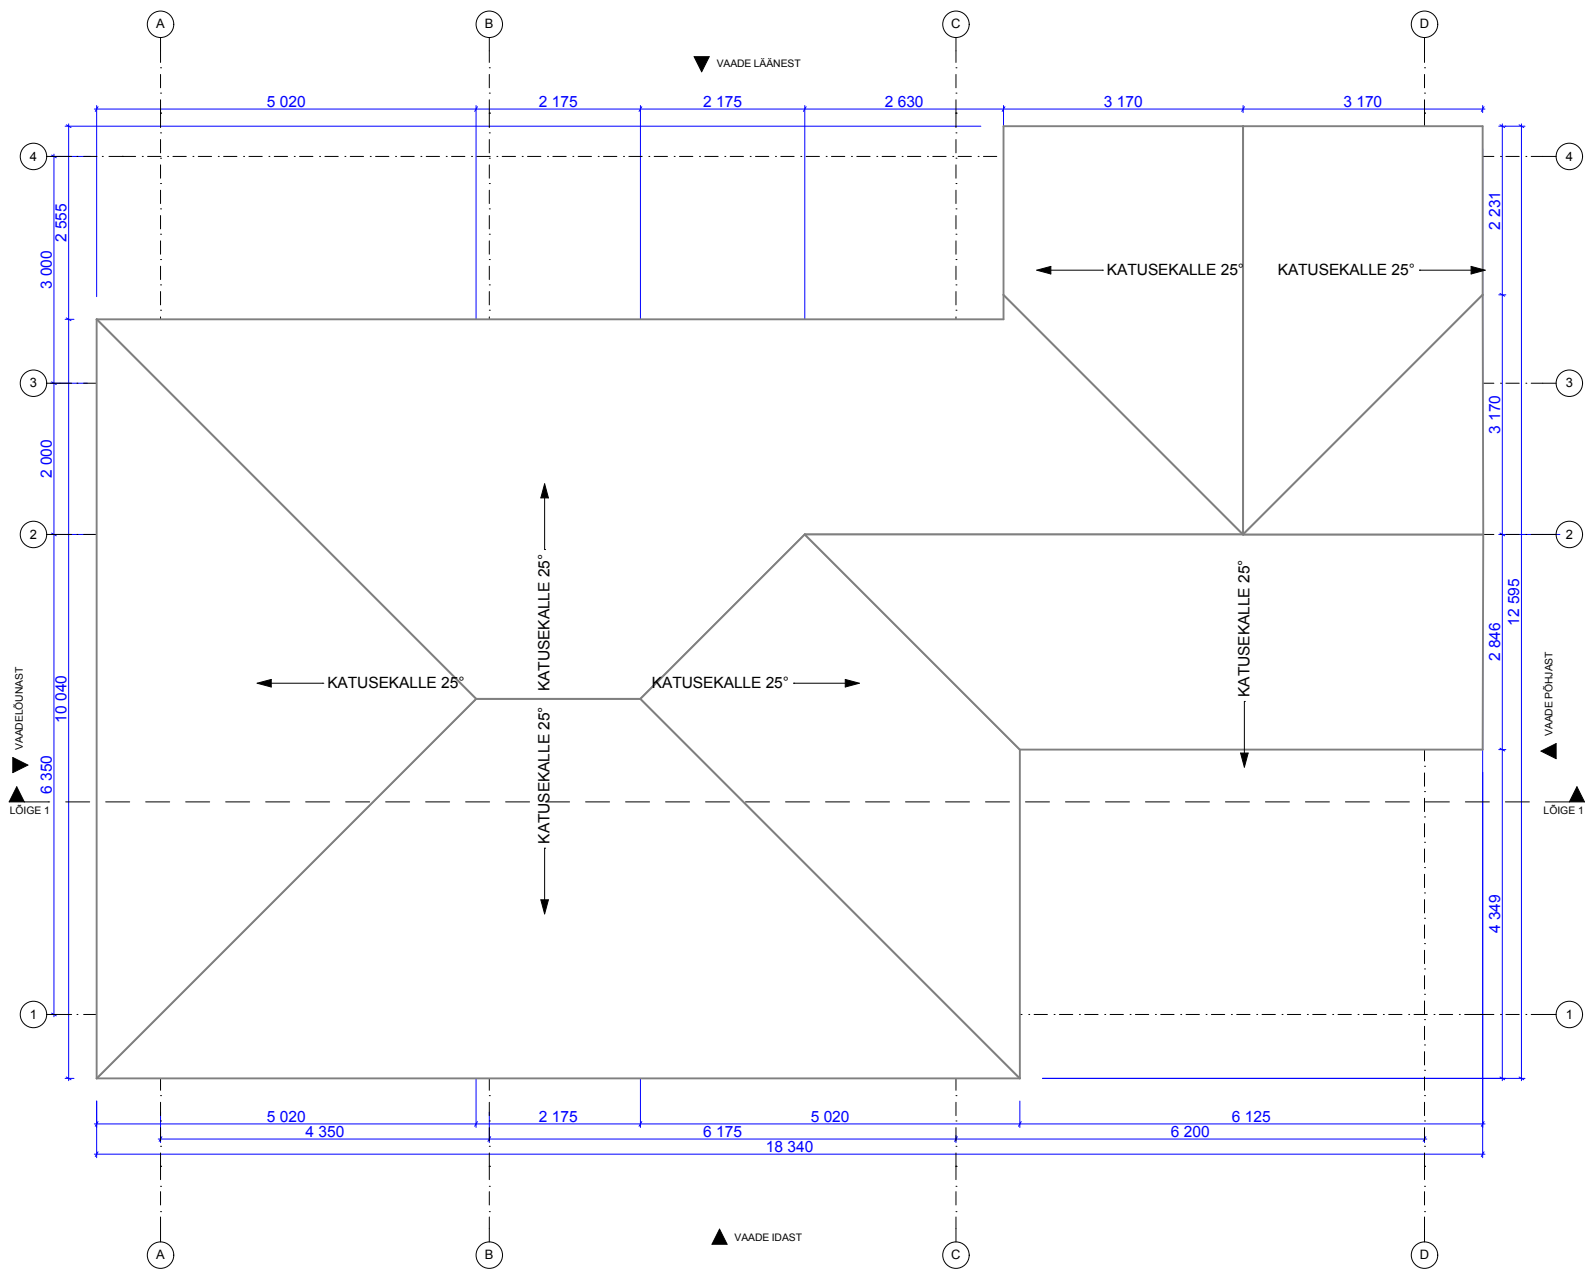 A
B
C
D
VAADE LÄÄNEST
5 020
2 175
2 175
2 630
3 170
3 170
4
4
2 555
3 000
2 231
KATUSEKALLE 25°
KATUSEKALLE 25°
3
3
3 170
2 000
2
2
KATUSEKALLE 25°
KATUSEKALLE 25°
12 595
2 846
KATUSEKALLE 25°
KATUSEKALLE 25°
VAADELÕUNAST
10 040
VAADE PÕHJAST
KATUSEKALLE 25°
6 350
LÕIGE 1
LÕIGE 1
4 349
1
1
5 020
2 175
5 020
6 125
4 350
6 175
6 200
18 340
VAADE IDAST
A
B
C
D